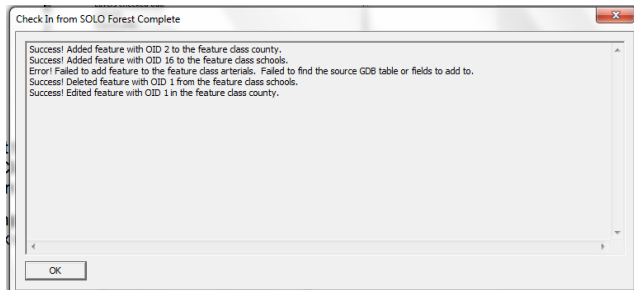 Check In from SOLO Forest Complete
Success! Added feature with OID 2 to the feature class county.
Success! Added feature with OID 16 to the feature class schools.
Error! Failed to add feature to the feature class arterials.  Failed to find the source GDB table or fields to add to.
Success! Deleted feature with OID 1 from the feature class schools.
Success! Edited feature with OID 1 in the feature class county.
OK